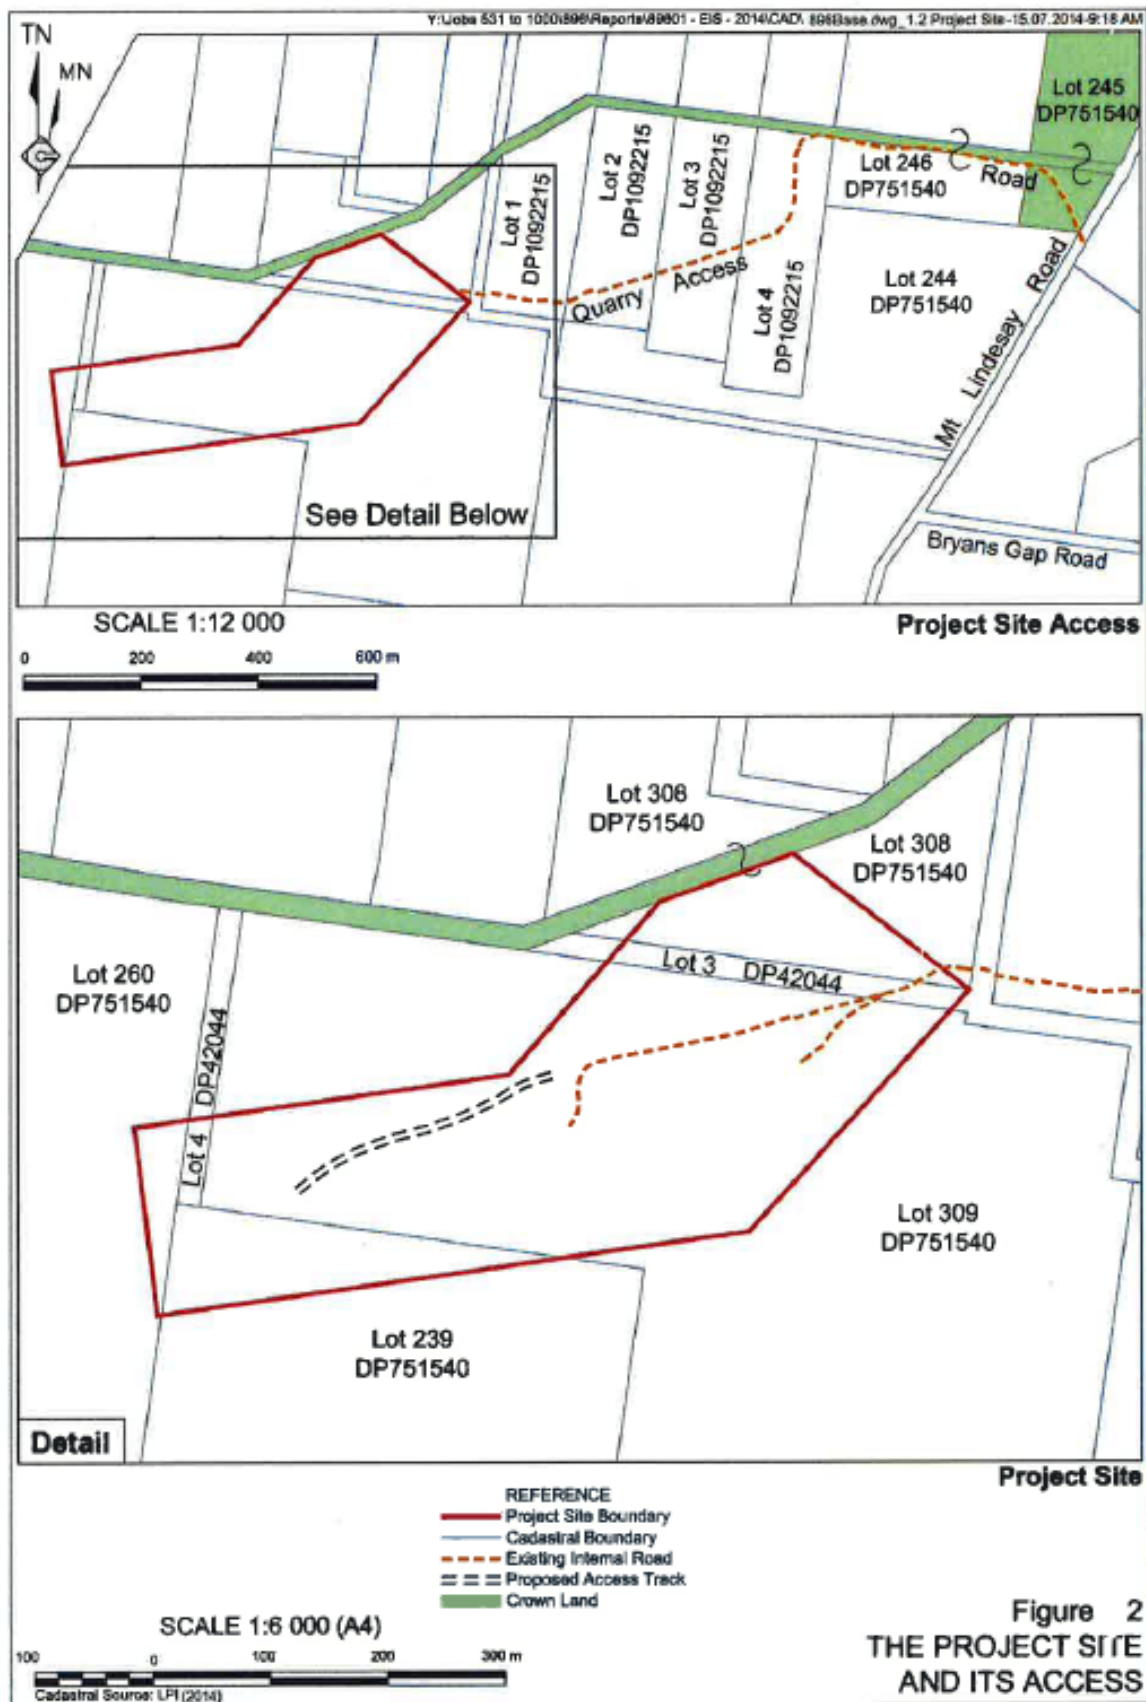 Y:\Jobs 531 to 1000\896\Reports\89601 - EIS - 2014\CAD\ 896Base.dwg_1.2 Project Site-15.07.2014-9:18 AM
TN
MN
Lot 245
DP751540
Lot 1
DP1092215
Lot 2
DP1092215
Lot 3
DP1092215
Lot 4
DP1092215
Lot 246
DP751540
Quarry Access Road
Lot 244
DP751540
Mt Lindesay Road
Bryans Gap Road
See Detail Below
SCALE 1:12 000
Project Site Access
0 200 400 600 m
Lot 306
DP751540
Lot 308
DP751540
Lot 260
DP751540
Lot 3 DP42044
Lot 4 DP42044
Lot 309
DP751540
Lot 239
DP751540
Detail
Project Site
REFERENCE
Project Site Boundary
Cadastral Boundary
Existing Internal Road
Proposed Access Track
Crown Land
SCALE 1:6 000 (A4)
100 0 100 200 300 m
Cadastral Source: LPI (2014)
Figure 2
THE PROJECT SITE
AND ITS ACCESS